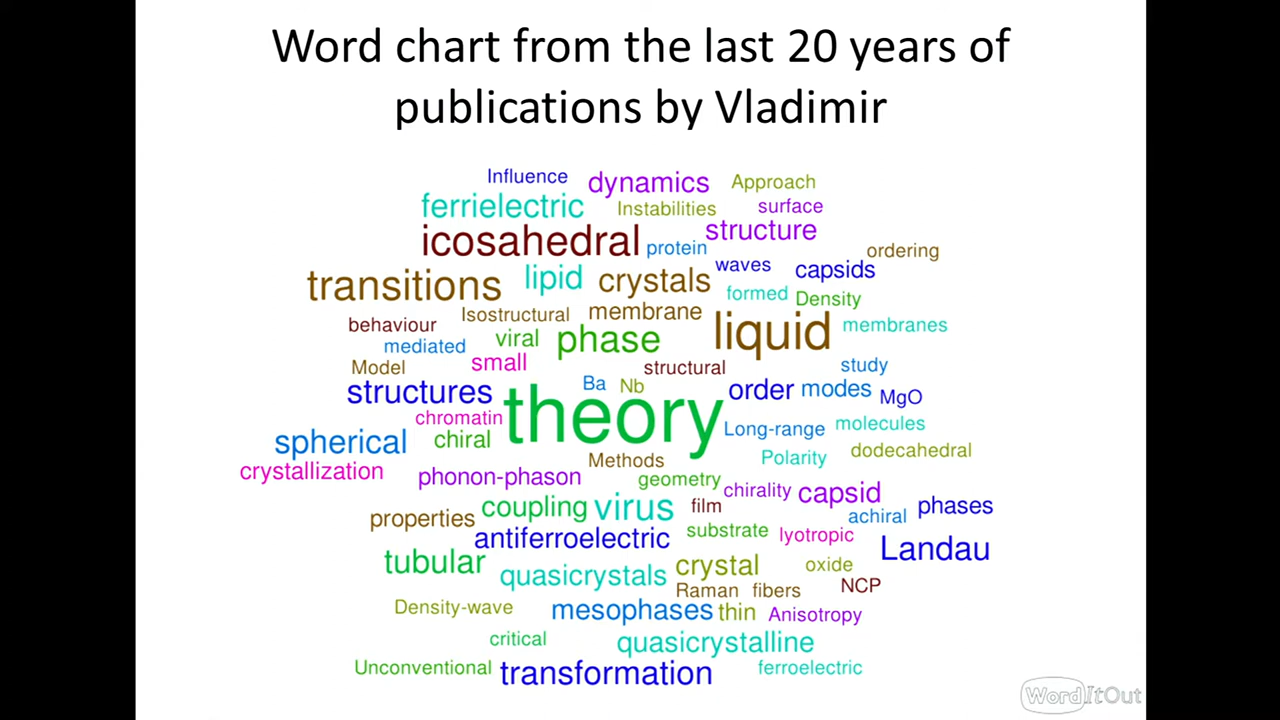 Word chart from the last 20 years of
publications by Vladimir
Influence dynamics Approach
ferrielectric Instabilities surface
icosahedral protein structure ordering
transitions lipid crystals waves capsids
formed Density
Isostructural membrane liquid membranes
behaviour viral phase
mediated
Model small structural study
structures Ba Nb order modes MgO
chromatin theory Long-range molecules
spherical chiral Polarity dodecahedral
crystallization Methods
phonon-phason geometry chirality capsid
coupling virus film achiral phases
properties antiferroelectric substrate lyotropic Landau
tubular quasicrystals crystal oxide
Raman fibers NCP
Density-wave mesophases thin Anisotropy
critical quasicrystalline
Unconventional transformation ferroelectric
WordItOut